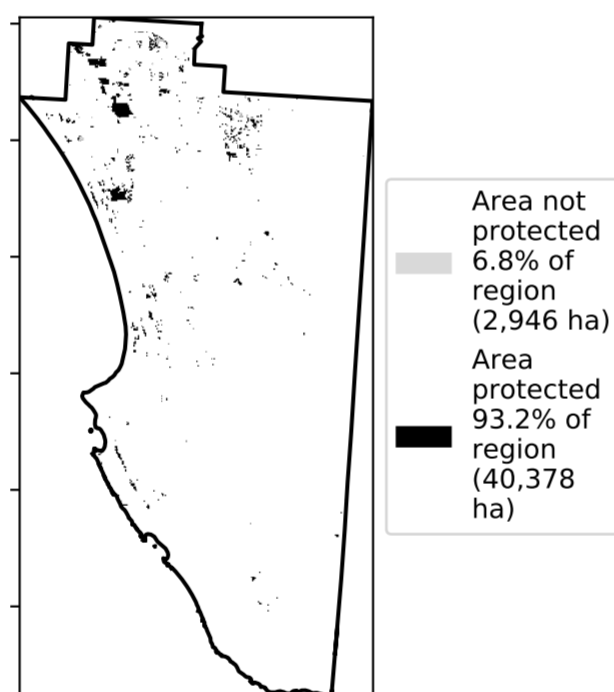 Area not
protected
6.8% of
region
(2,946 ha)
Area
protected
93.2% of
region
(40,378
ha)